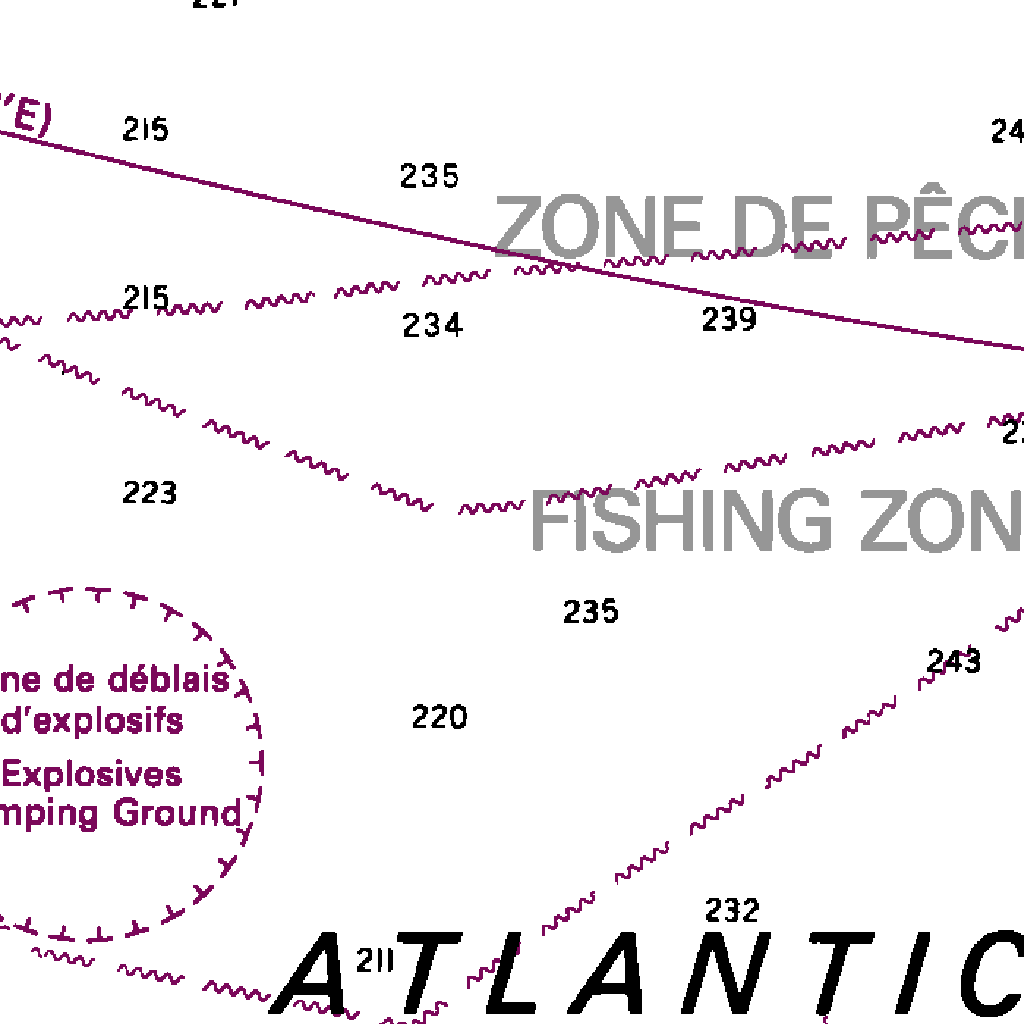 'E)
215
235
ZONE DE PÊC
215
234
239
223
FISHING ZON
235
243
ne de déblais
d'explosifs
220
Explosives
mping Ground
232
ATLANTIC
211